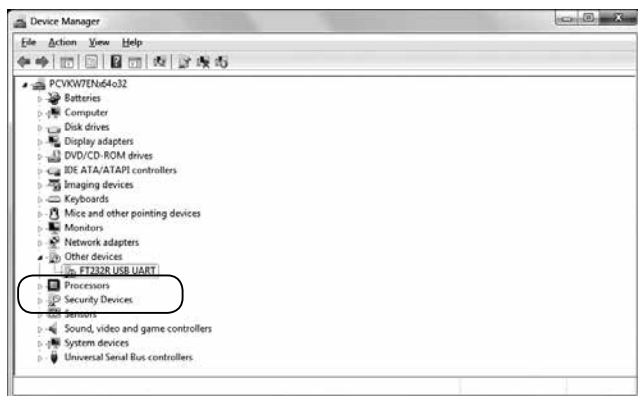 Device Manager
File Action View Help
PCVKW7ENx64o32
Batteries
Computer
Disk drives
Display adapters
DVD/CD-ROM drives
IDE ATA/ATAPI controllers
Imaging devices
Keyboards
Mice and other pointing devices
Monitors
Network adapters
Other devices
FT232R USB UART
Processors
Security Devices
Sensors
Sound, video and game controllers
System devices
Universal Serial Bus controllers